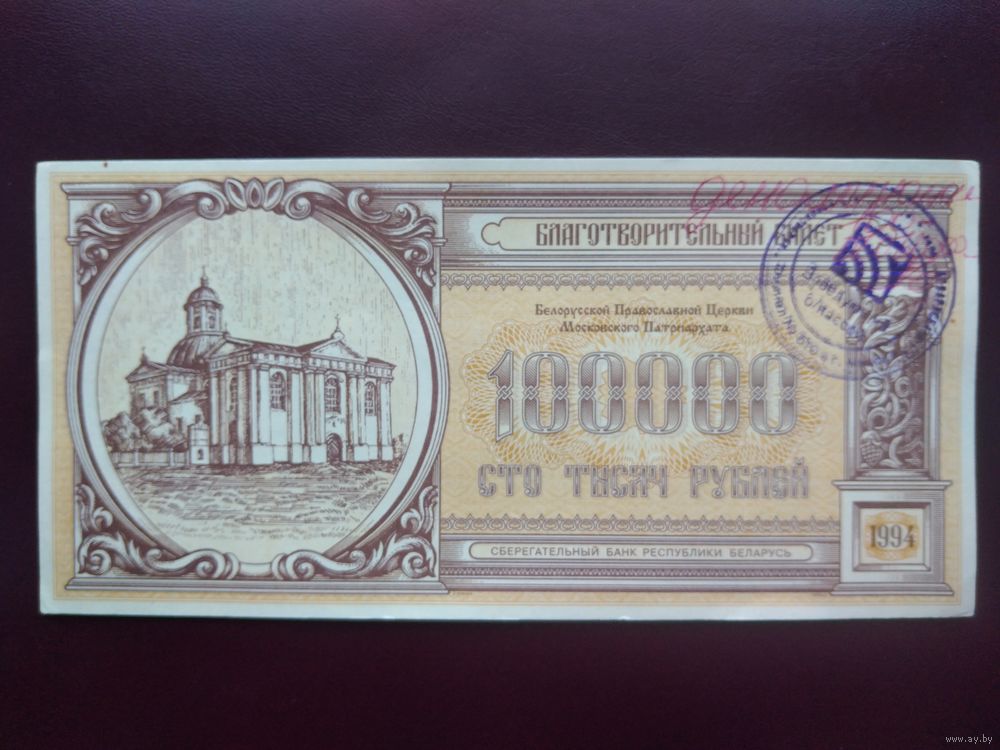 БЛАГОТВОРИТЕЛЬНЫЙ БИЛЕТ
Белорусской Православной Церкви
Московского Патриархата
100000
СТО ТЫСЯЧ РУБЛЕЙ
СБЕРЕГАТЕЛЬНЫЙ БАНК РЕСПУБЛИКИ БЕЛАРУСЬ
1994
www.ay.by